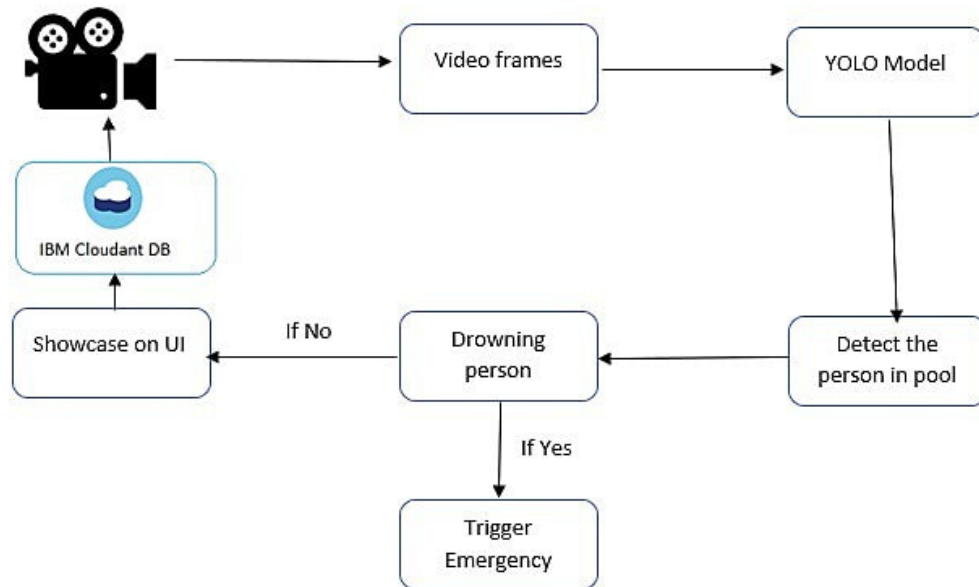 Video frames
YOLO Model
IBM Cloudant DB
Showcase on UI
If No
Drowning
person
Detect the
person in pool
If Yes
Trigger
Emergency